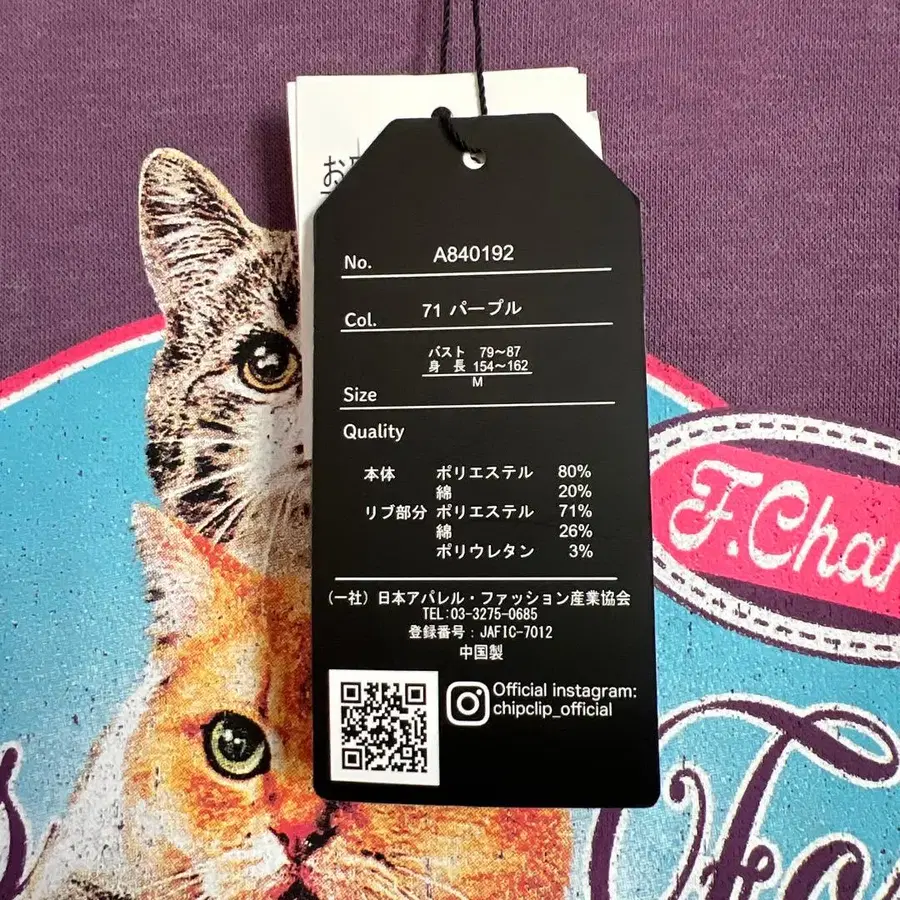 No. A840192
Col. 71 パープル
バスト 79〜87
身 長 154〜162
M
Size
Quality
本体 ポリエステル 80%
綿 20%
リブ部分 ポリエステル 71%
綿 26%
ポリウレタン 3%
(一社) 日本アパレル・ファッション産業協会
TEL:03-3275-0685
登録番号：JAFIC-7012
中国製
Official instagram:
chipclip_official
F.Char